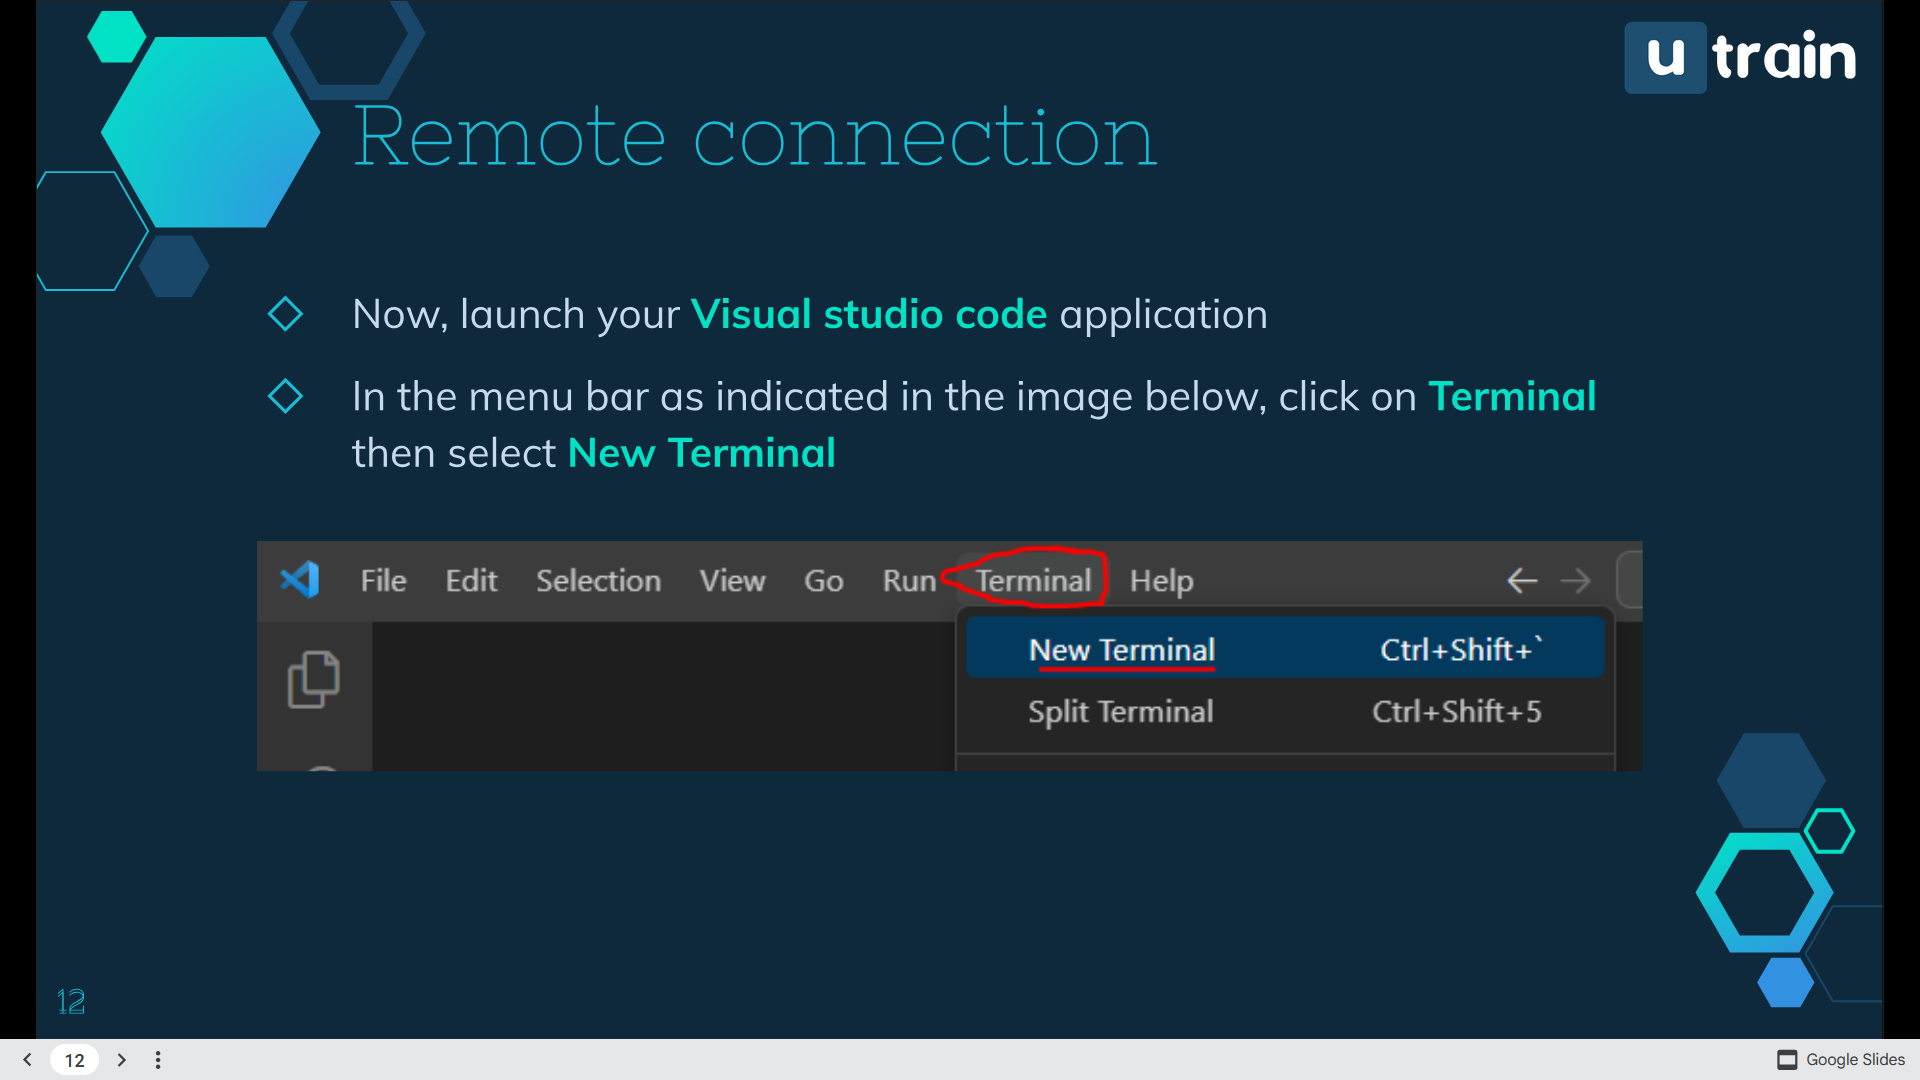 u train
Remote connection
Now, launch your Visual studio code application
In the menu bar as indicated in the image below, click on Terminal
then select New Terminal
File Edit Selection View Go Run Terminal Help
New Terminal Ctrl+Shift+`
Split Terminal Ctrl+Shift+5
12
12
Google Slides